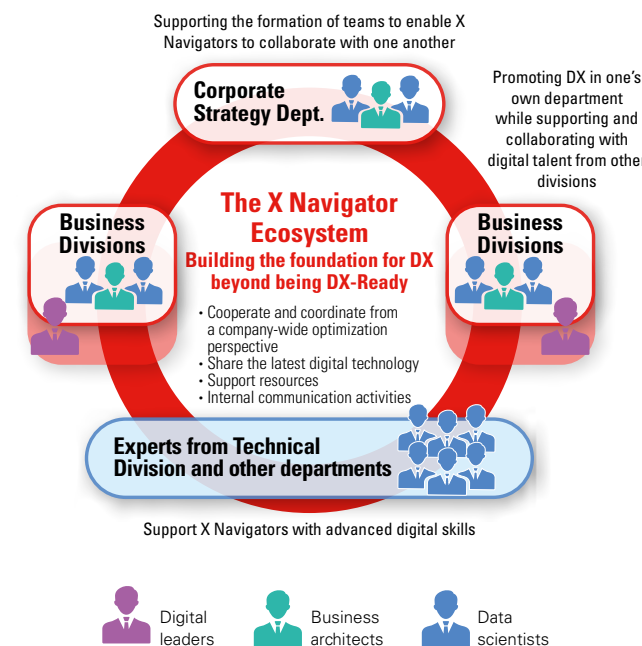 Supporting the formation of teams to enable X
Navigators to collaborate with one another
Corporate
Strategy Dept.
Promoting DX in one's
own department
while supporting and
collaborating with
digital talent from other
divisions
Business
Divisions
The X Navigator
Ecosystem
Building the foundation for DX
beyond being DX-Ready
• Cooperate and coordinate from
a company-wide optimization
perspective
• Share the latest digital technology
• Support resources
• Internal communication activities
Business
Divisions
Experts from Technical
Division and other departments
Support X Navigators with advanced digital skills
Digital
leaders
Business
architects
Data
scientists